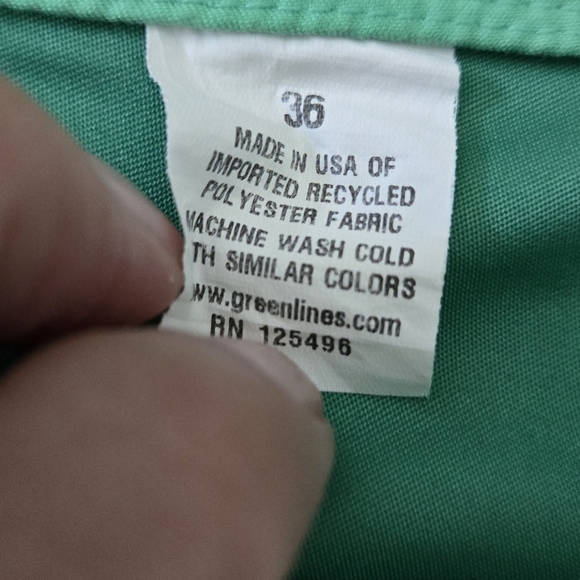 36
MADE IN USA OF
IMPORTED RECYCLED
POLYESTER FABRIC
MACHINE WASH COLD
TH SIMILAR COLORS
ww.greenlines.com
RN 125496